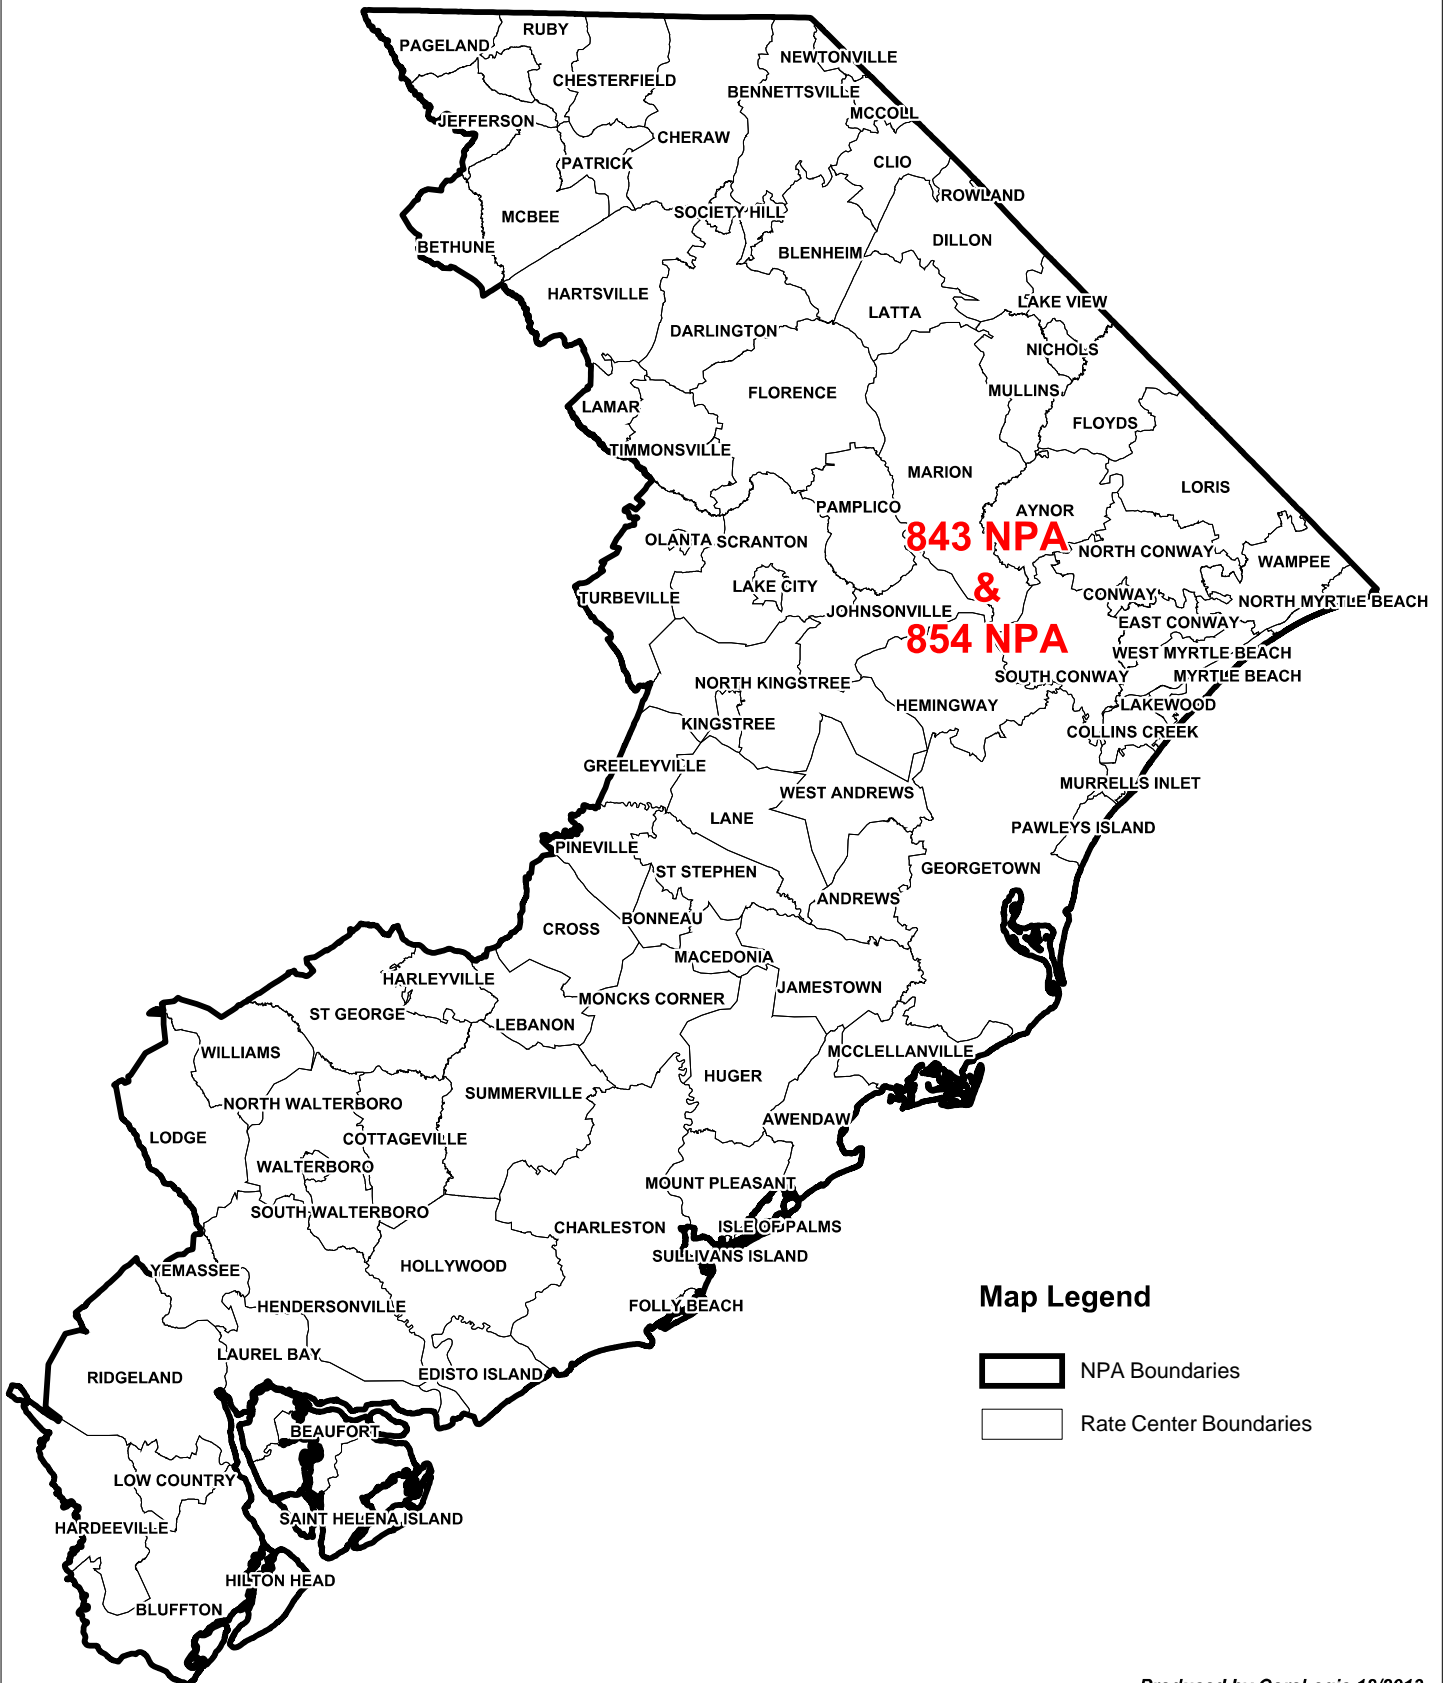 RUBY
PAGELAND
NEWTONVILLE
CHESTERFIELD
BENNETTSVILLE
MCCOLL
JEFFERSON
CHERAW
PATRICK
CLIO
ROWLAND
SOCIETY HILL
MCBEE
DILLON
BETHUNE
BLENHEIM
HARTSVILLE
LAKE VIEW
LATTA
DARLINGTON
NICHOLS
MULLINS
FLORENCE
LAMAR
FLOYDS
TIMMONSVILLE
MARION
LORIS
PAMPLICO
AYNOR
843 NPA
&
854 NPA
OLANTA
SCRANTON
NORTH CONWAY
WAMPEE
LAKE CITY
CONWAY
TURBEVILLE
NORTH MYRTLE BEACH
JOHNSONVILLE
EAST CONWAY
WEST MYRTLE BEACH
SOUTH CONWAY
MYRTLE BEACH
NORTH KINGSTREE
HEMINGWAY
LAKEWOOD
KINGSTREE
COLLINS CREEK
GREELEYVILLE
MURRELLS INLET
WEST ANDREWS
LANE
PAWLEYS ISLAND
PINEVILLE
GEORGETOWN
ST STEPHEN
ANDREWS
BONNEAU
CROSS
MACEDONIA
HARLEYVILLE
JAMESTOWN
MONCKS CORNER
ST GEORGE
LEBANON
WILLIAMS
MCCLELLANVILLE
HUGER
SUMMERVILLE
NORTH WALTERBORO
AWENDAW
LODGE
COTTAGEVILLE
WALTERBORO
MOUNT PLEASANT
SOUTH WALTERBORO
CHARLESTON
ISLE OF PALMS
SULLIVANS ISLAND
HOLLYWOOD
YEMASSEE
HENDERSONVILLE
FOLLY BEACH
LAUREL BAY
EDISTO ISLAND
RIDGELAND
BEAUFORT
LOW COUNTRY
SAINT HELENA ISLAND
HARDEEVILLE
HILTON HEAD
BLUFFTON
Map Legend
NPA Boundaries
Rate Center Boundaries
Produced by CoreLogic 12/2013